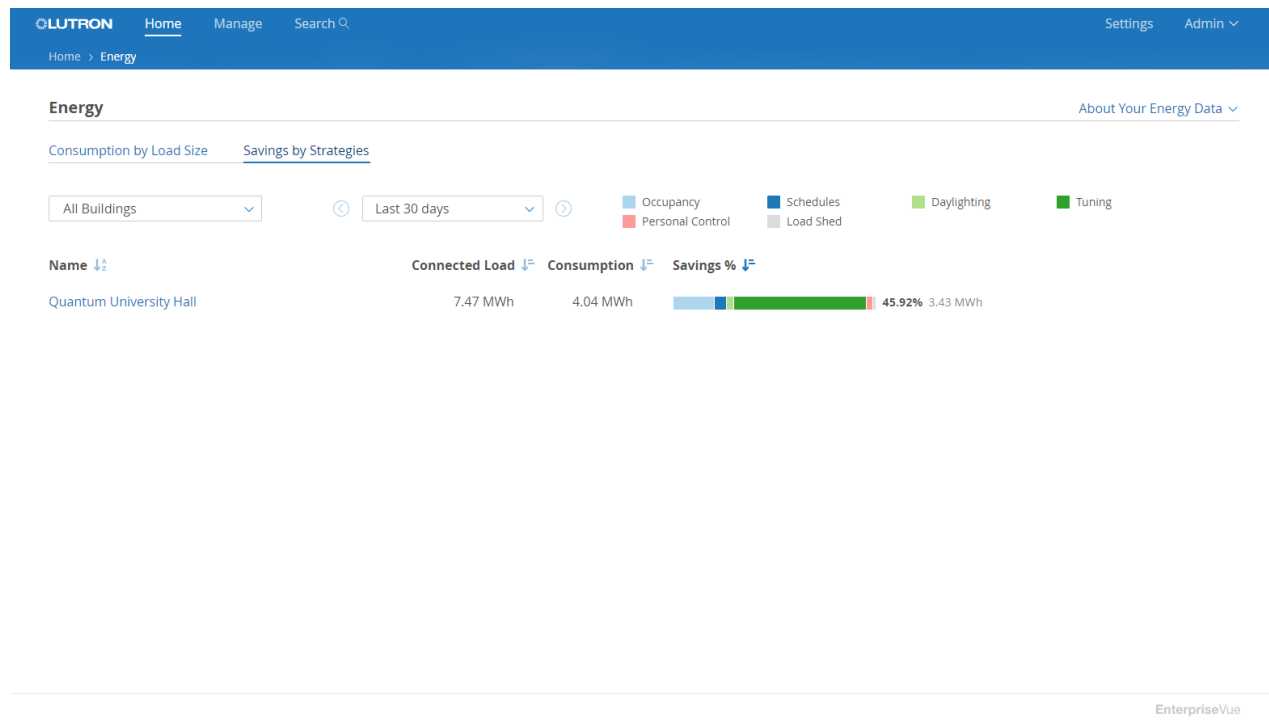 LUTRON Home Manage Search Settings Admin
Home > Energy
Energy About Your Energy Data
Consumption by Load Size Savings by Strategies
All Buildings Last 30 days Occupancy Schedules Daylighting Tuning
Personal Control Load Shed
Name Connected Load Consumption Savings %
Quantum University Hall 7.47 MWh 4.04 MWh 45.92% 3.43 MWh
EnterpriseVue